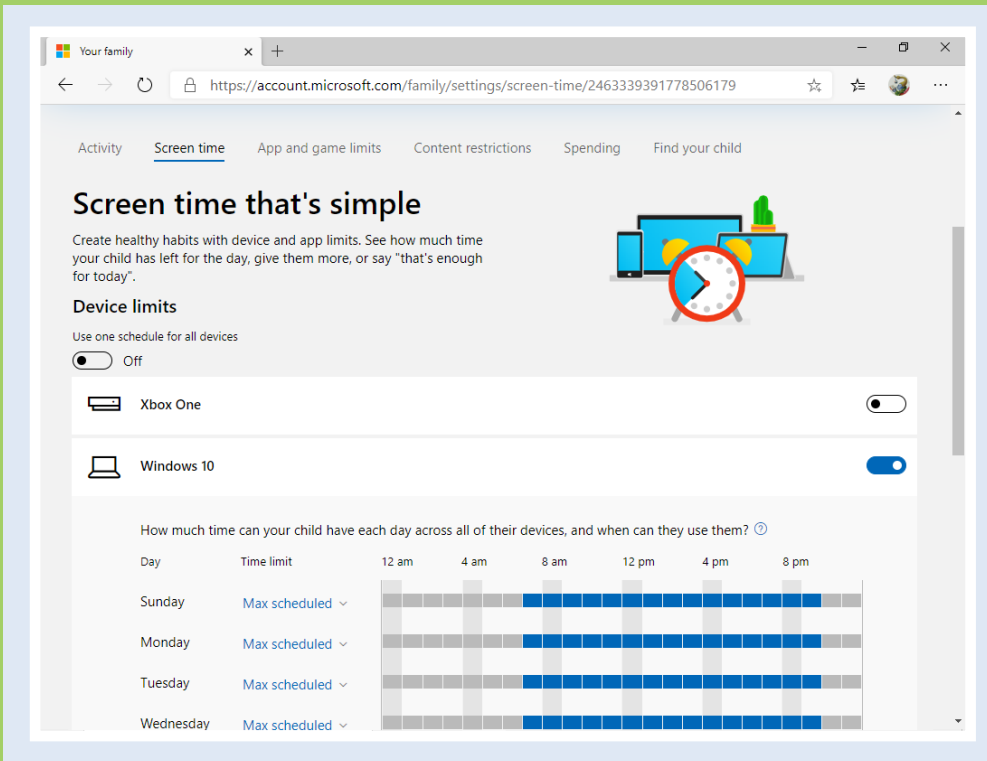 Your family
https://account.microsoft.com/family/settings/screen-time/2463339391778506179
Activity Screen time App and game limits Content restrictions Spending Find your child
Screen time that's simple
Create healthy habits with device and app limits. See how much time
your child has left for the day, give them more, or say "that's enough
for today".
Device limits
Use one schedule for all devices
Off
Xbox One
Windows 10
How much time can your child have each day across all of their devices, and when can they use them? ?
Day Time limit 12 am 4 am 8 am 12 pm 4 pm 8 pm
Sunday Max scheduled
Monday Max scheduled
Tuesday Max scheduled
Wednesday Max scheduled